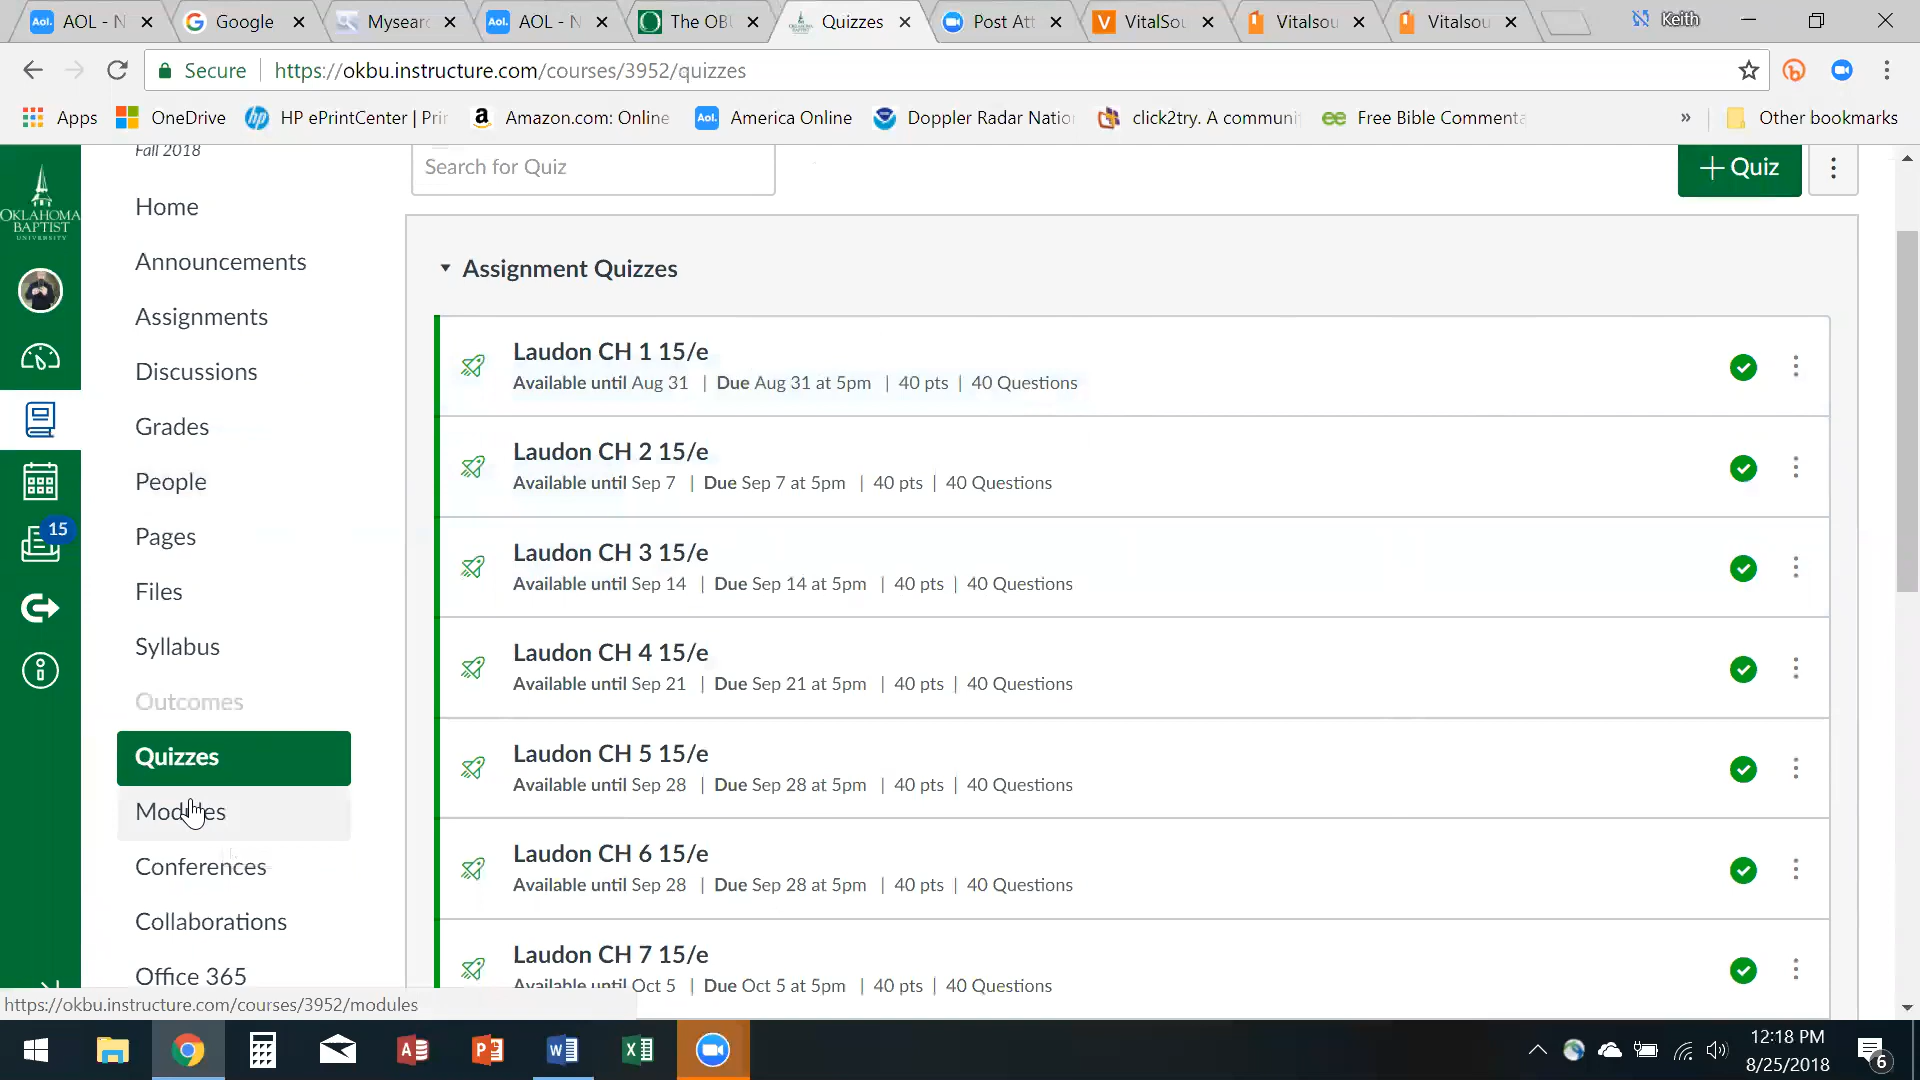 Aol. AOL - N
Google
Mysearc
Aol. AOL - N
The OBU
Quizzes
Post Att
VitalSou
Vitalsou
Vitalsou
Keith
Secure
https://okbu.instructure.com/courses/3952/quizzes
Apps
OneDrive
HP ePrintCenter | Prin
Amazon.com: Online
Aol. America Online
Doppler Radar Nation
click2try. A communi
Free Bible Commenta
»
Other bookmarks
OKLAHOMA
BAPTIST
UNIVERSITY
15
Fall 2018
Home
Announcements
Assignments
Discussions
Grades
People
Pages
Files
Syllabus
Outcomes
Quizzes
Modules
Conferences
Collaborations
Office 365
Search for Quiz
+ Quiz
Assignment Quizzes
Laudon CH 1 15/e
Available until Aug 31 | Due Aug 31 at 5pm | 40 pts | 40 Questions
Laudon CH 2 15/e
Available until Sep 7 | Due Sep 7 at 5pm | 40 pts | 40 Questions
Laudon CH 3 15/e
Available until Sep 14 | Due Sep 14 at 5pm | 40 pts | 40 Questions
Laudon CH 4 15/e
Available until Sep 21 | Due Sep 21 at 5pm | 40 pts | 40 Questions
Laudon CH 5 15/e
Available until Sep 28 | Due Sep 28 at 5pm | 40 pts | 40 Questions
Laudon CH 6 15/e
Available until Sep 28 | Due Sep 28 at 5pm | 40 pts | 40 Questions
Laudon CH 7 15/e
Available until Oct 5 | Due Oct 5 at 5pm | 40 pts | 40 Questions
https://okbu.instructure.com/courses/3952/modules
12:18 PM
8/25/2018
6